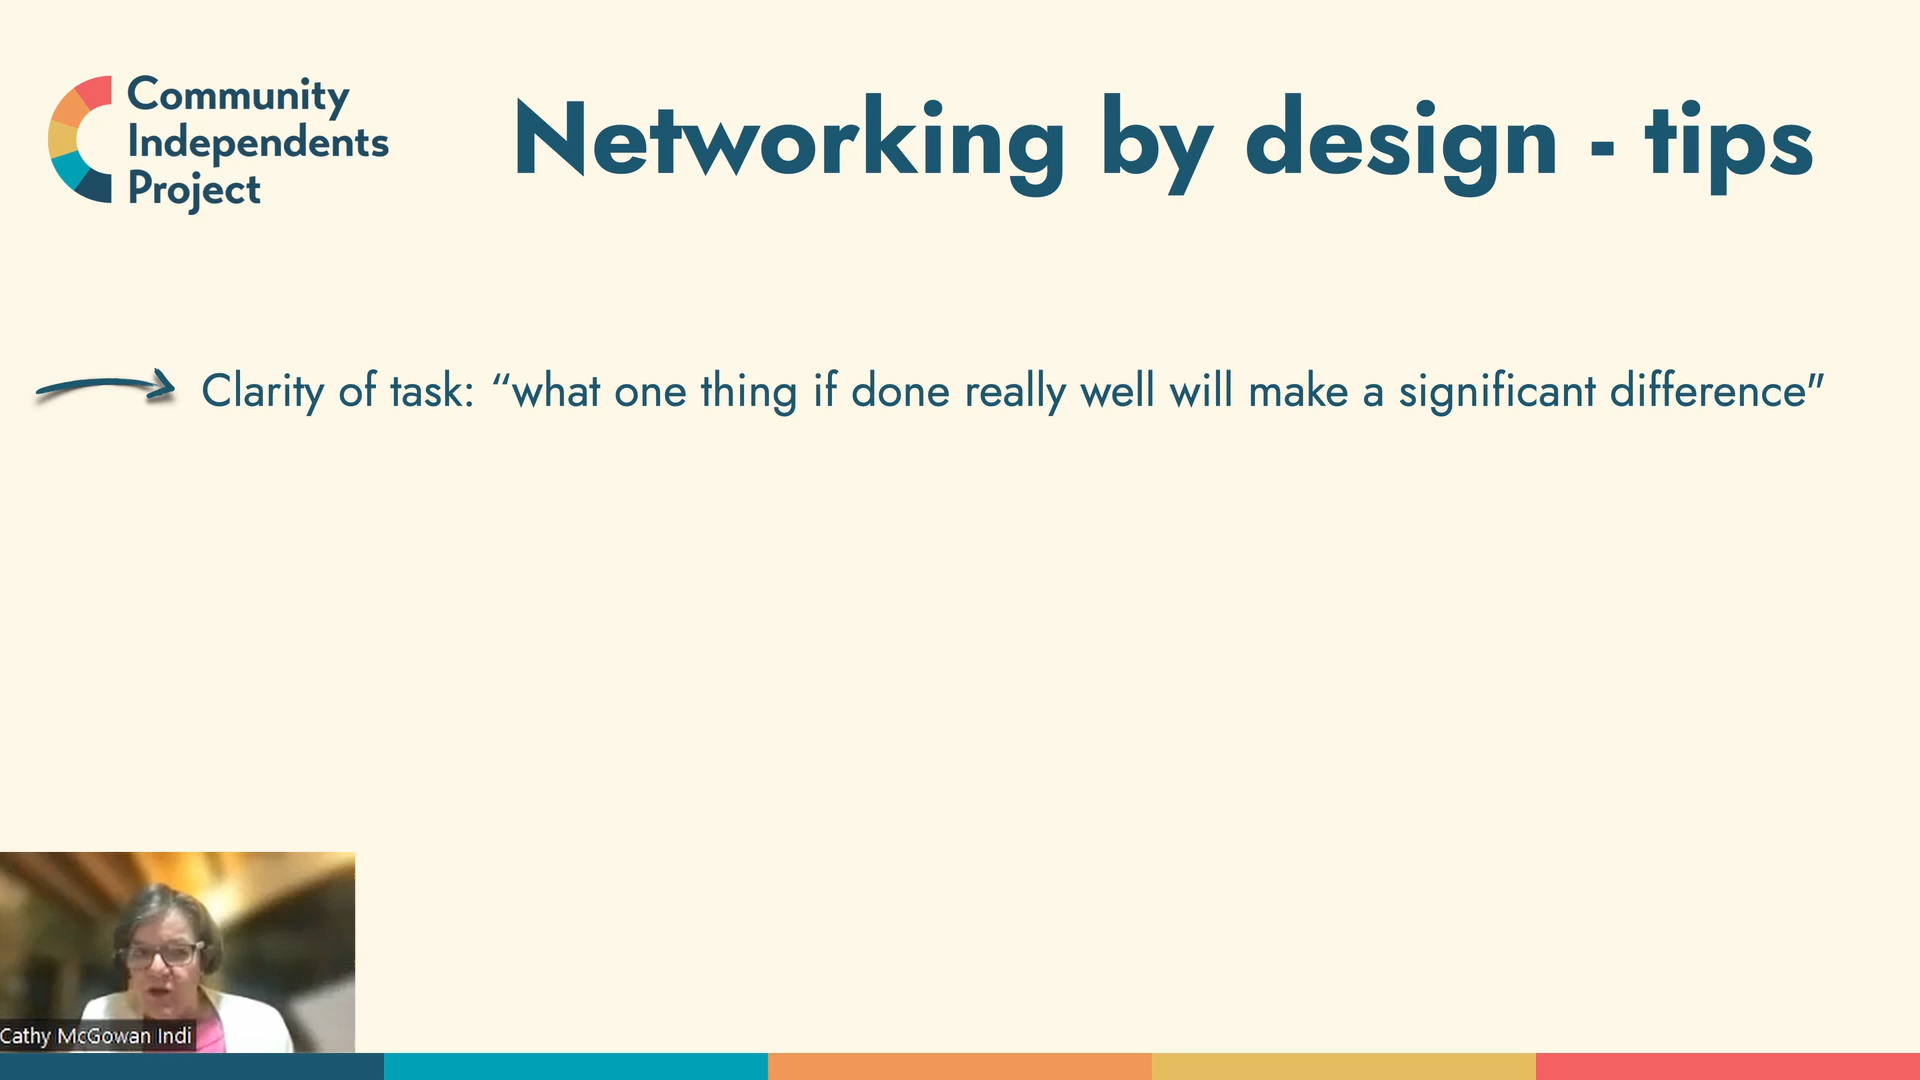 Community
Independents
Project
Networking by design - tips
Clarity of task: “what one thing if done really well will make a significant difference"
Cathy McGowan Indi